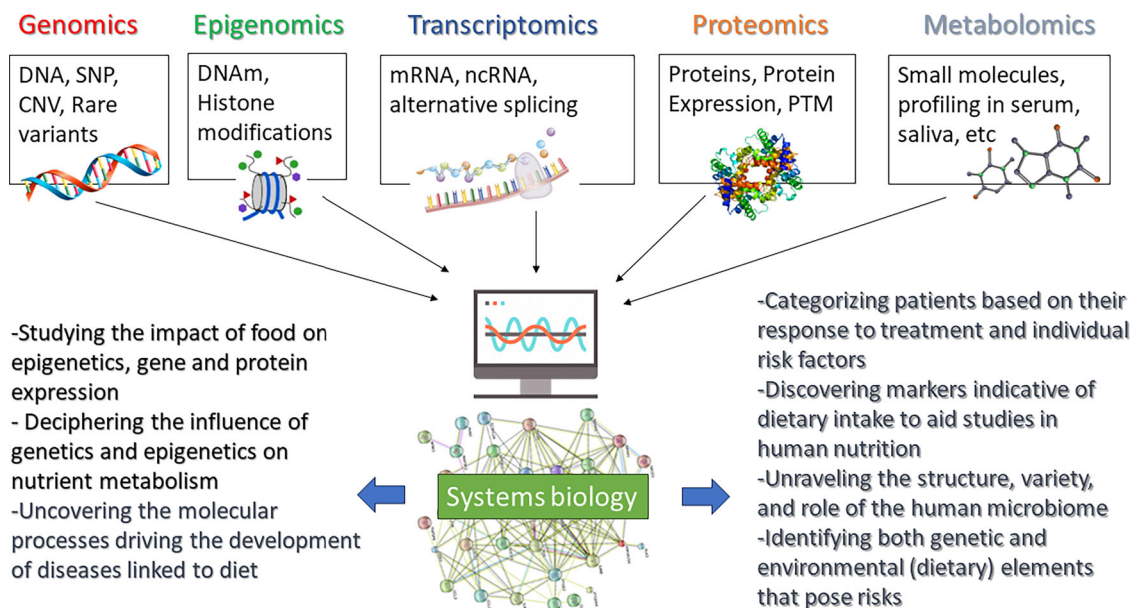 Genomics
Epigenomics
Transcriptomics
Proteomics
Metabolomics
DNA, SNP,
CNV, Rare
variants
DNAm,
Histone
modifications
mRNA, ncRNA,
alternative splicing
Proteins, Protein
Expression, PTM
Small molecules,
profiling in serum,
saliva, etc
-Studying the impact of food on
epigenetics, gene and protein
expression
- Deciphering the influence of
genetics and epigenetics on
nutrient metabolism
-Uncovering the molecular
processes driving the development
of diseases linked to diet
Systems biology
-Categorizing patients based on their
response to treatment and individual
risk factors
-Discovering markers indicative of
dietary intake to aid studies in
human nutrition
-Unraveling the structure, variety,
and role of the human microbiome
-Identifying both genetic and
environmental (dietary) elements
that pose risks